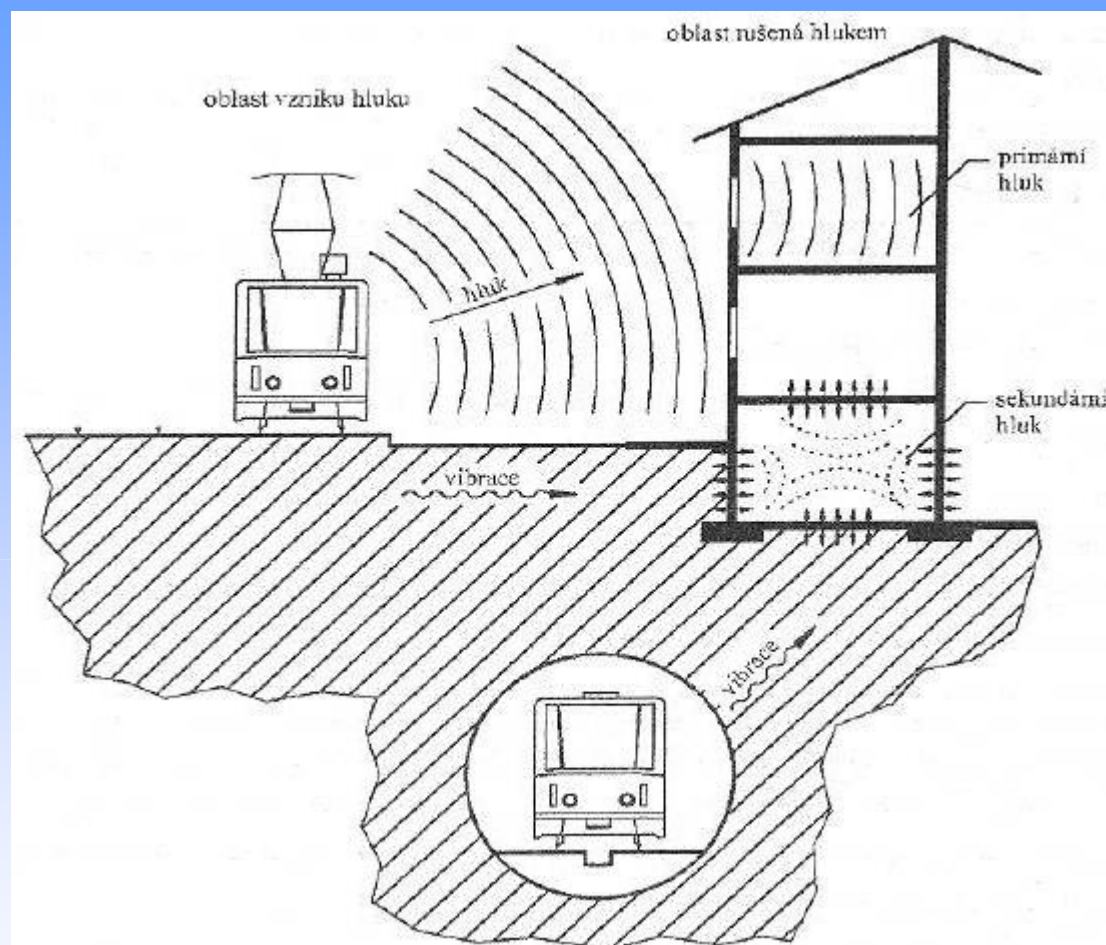 oblast rušená hlukem
oblast vzniku hluku
primární
hluk
hluk
sekundární
hluk
vibrace
vibrace